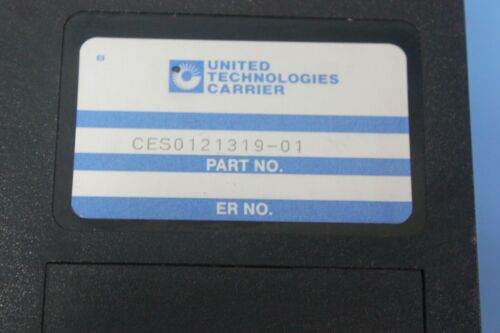 UNITED
TECHNOLOGIES
CARRIER
CES0121319-01
PART NO.
ER NO.